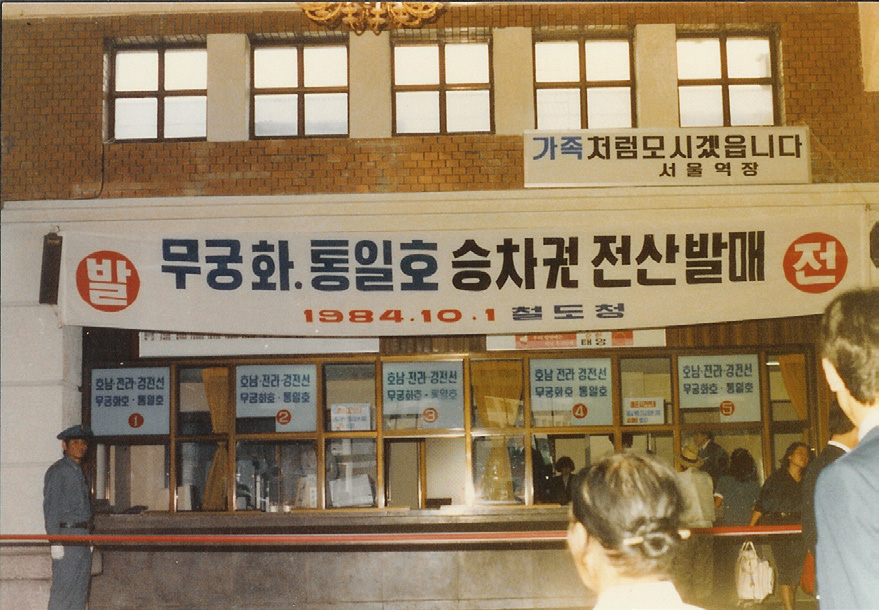 가족처럼모시겠읍니다
서울역장
발 무궁화.통일호 승차권 전산발매 전
1984.10.1 철도청
호남·전라·경전선
무궁화호·통일호
1
호남·전라·경전선
무궁화호·통일호
2
호남·전라·경전선
무궁화호·통일호
3
호남·전라·경전선
무궁화호·통일호
4
호남·전라·경전선
무궁화호·통일호
5